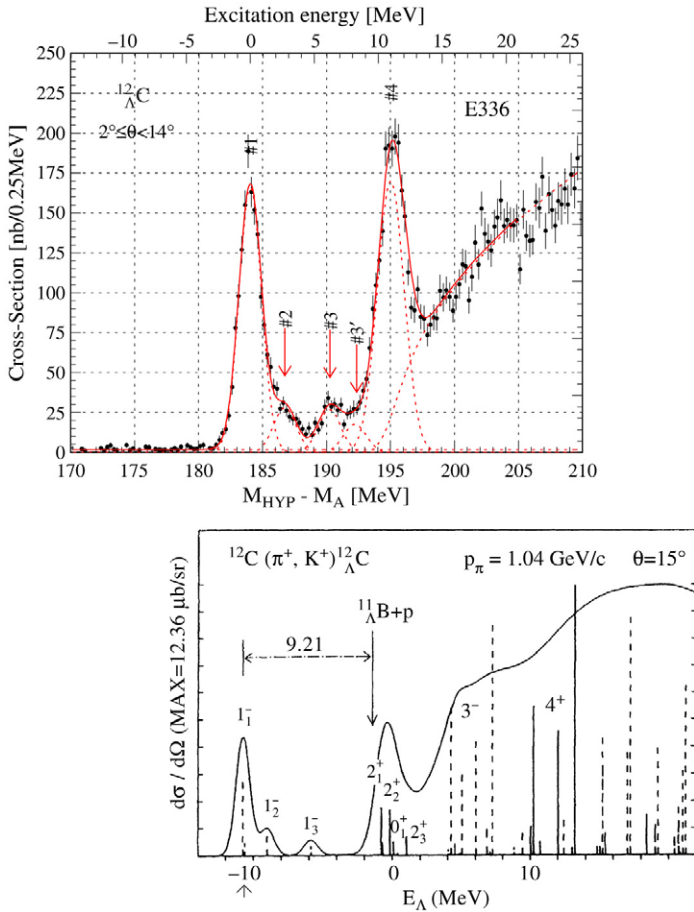 Excitation energy [MeV]
−10 −5 0 5 10 15 20 25
Cross-Section [nb/0.25MeV]
250
225
200
175
150
125
100
75
50
25
0
¹²ΛC
2°≤θ<14°
E336
#1
#2
#3
#3'
#4
170 175 180 185 190 195 200 205 210
M_HYP - M_A [MeV]
¹²C (π⁺, K⁺)¹²ΛC
p_π = 1.04 GeV/c θ=15°
¹¹ΛB+p
9.21
dσ / dΩ (MAX=12.36 μb/sr)
1₁⁻
1₂⁻
1₃⁻
2₁⁺
2₂⁺
0₁⁺
2₃⁺
3⁻
4⁺
−10 0 10 20
E_Λ (MeV)